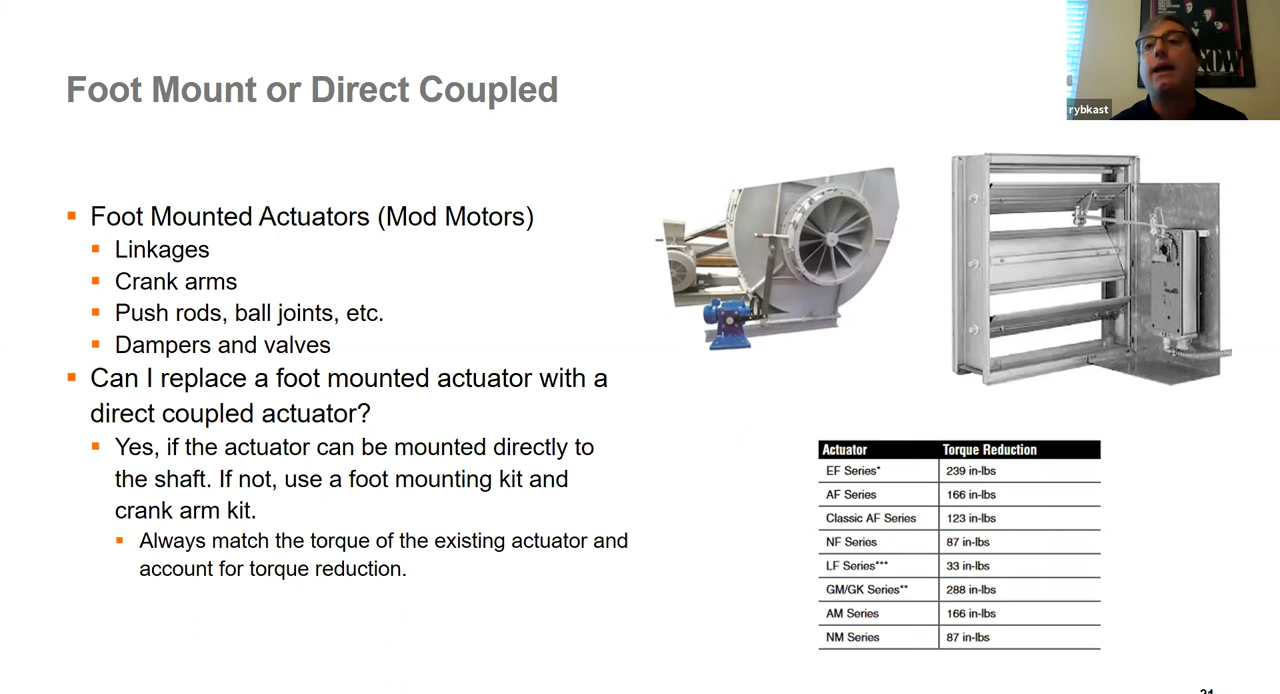 Foot Mount or Direct Coupled
rybkast
Foot Mounted Actuators (Mod Motors)
Linkages
Crank arms
Push rods, ball joints, etc.
Dampers and valves
Can I replace a foot mounted actuator with a
direct coupled actuator?
Yes, if the actuator can be mounted directly to
the shaft. If not, use a foot mounting kit and
crank arm kit.
Always match the torque of the existing actuator and
account for torque reduction.
Actuator Torque Reduction
EF Series* 239 in-lbs
AF Series 166 in-lbs
Classic AF Series 123 in-lbs
NF Series 87 in-lbs
LF Series*** 33 in-lbs
GM/GK Series** 288 in-lbs
AM Series 166 in-lbs
NM Series 87 in-lbs